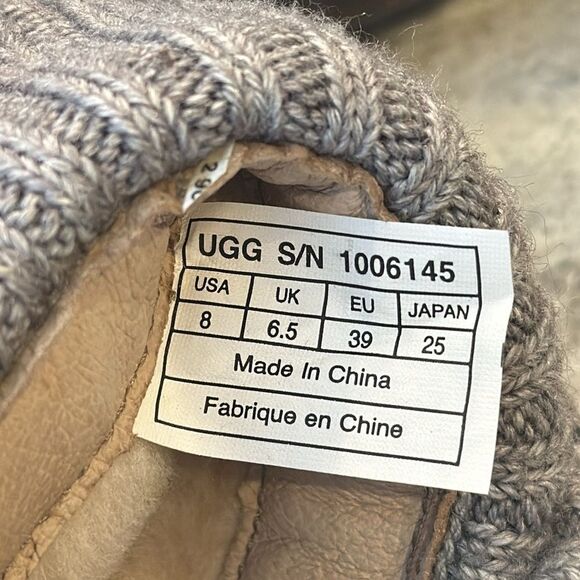 UGG S/N 1006145
USA UK EU JAPAN
8 6.5 39 25
Made In China
Fabrique en Chine